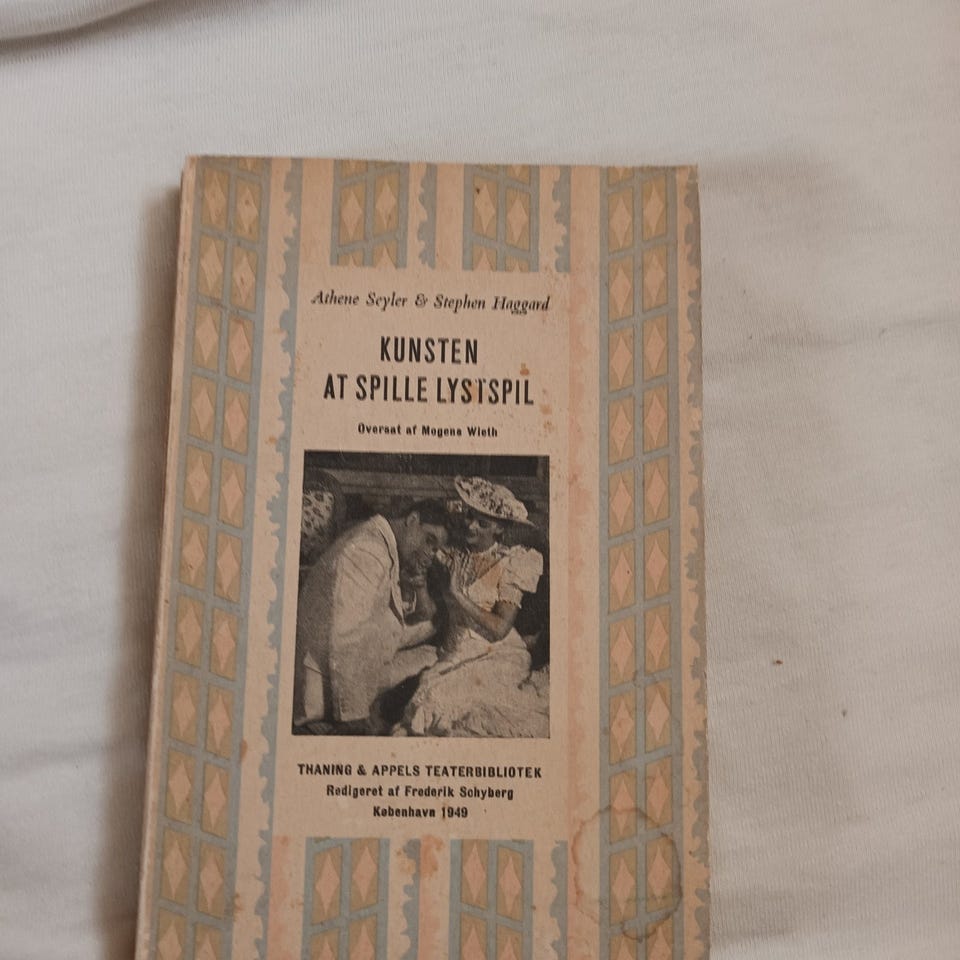 Athene Seyler & Stephen Haggard
KUNSTEN
AT SPILLE LYSTSPIL
Oversat af Mogens Wieth
THANING & APPELS TEATERBIBLIOTEK
Redigeret af Frederik Schyberg
København 1949